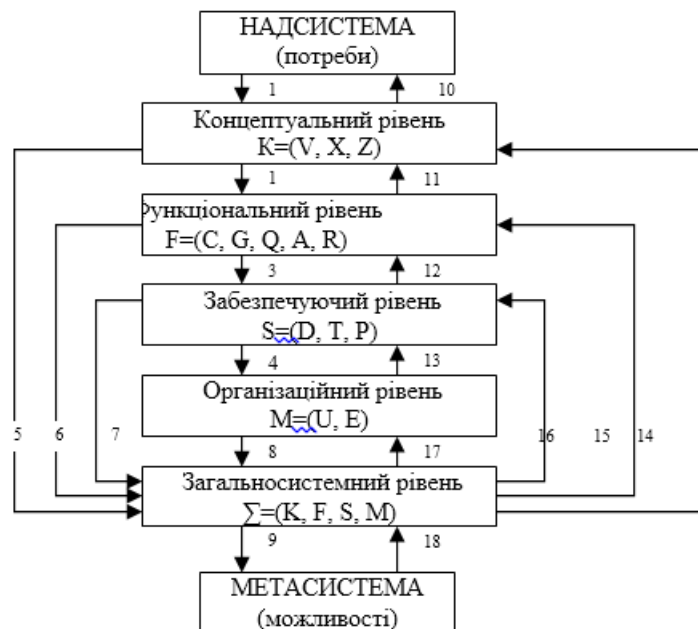 НАДСИСТЕМА
(потреби)
1 10
Концептуальний рівень
K=(V, X, Z)
1 11
Функціональний рівень
F=(C, G, Q, A, R)
3 12
Забезпечуючий рівень
S=(D, T, P)
4 13
Організаційний рівень
M=(U, E)
5 6 7 8 17 16 15 14
Загальносистемний рівень
∑=(K, F, S, M)
9 18
МЕТАСИСТЕМА
(можливості)